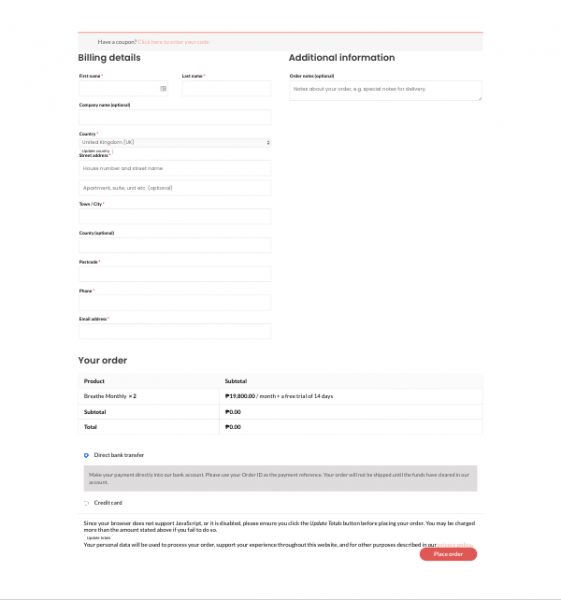 Have a coupon? Click here to enter your code
Billing details
Additional information
First name *
Last name *
Order notes (optional)
Notes about your order, e.g. special notes for delivery.
Company name (optional)
Country *
United Kingdom (UK)
Update country
Street address *
House number and street name
Apartment, suite, unit etc. (optional)
Town / City *
County (optional)
Postcode *
Phone *
Email address *
Your order
Product Subtotal
Breathe Monthly × 2 ₱19,800.00 / month + a free trial of 14 days
Subtotal ₱0.00
Total ₱0.00
Direct bank transfer
Make your payment directly into our bank account. Please use your Order ID as the payment reference. Your order will not be shipped until the funds have cleared in our
account.
Credit card
Since your browser does not support JavaScript, or it is disabled, please ensure you click the Update Totals button before placing your order. You may be charged
more than the amount stated above if you fail to do so.
Update totals
Your personal data will be used to process your order, support your experience throughout this website, and for other purposes described in our privacy policy.
Place order